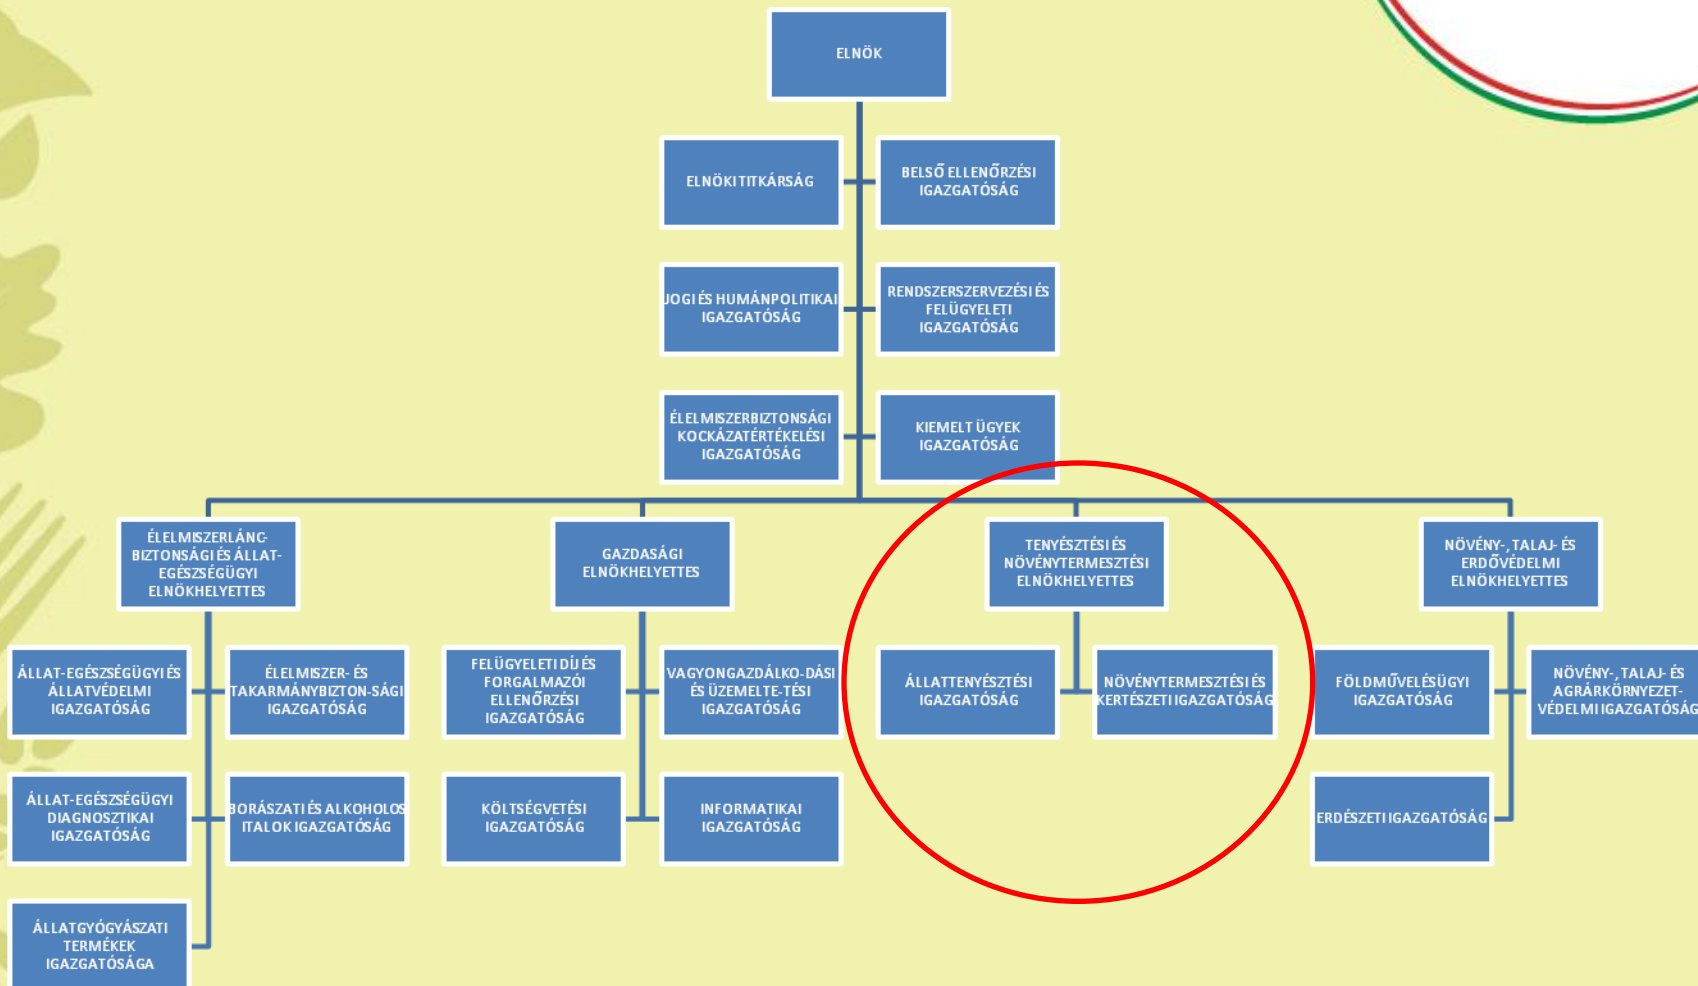 ELNÖK
ELNÖKI TITKÁRSÁG
BELSŐ ELLENŐRZÉSI
IGAZGATÓSÁG
JOGI ÉS HUMÁNPOLITIKAI
IGAZGATÓSÁG
RENDSZERSZERVEZÉSI ÉS
FELÜGYELETI
IGAZGATÓSÁG
ÉLELMISZERBIZTONSÁGI
KOCKÁZATÉRTÉKELÉSI
IGAZGATÓSÁG
KIEMELT ÜGYEK
IGAZGATÓSÁG
ÉLELMISZERLÁNC-
BIZTONSÁGI ÉS ÁLLAT-
EGÉSZSÉGÜGYI
ELNÖKHELYETTES
GAZDASÁGI
ELNÖKHELYETTES
TENYÉSZTÉSI ÉS
NÖVÉNYTERMESZTÉSI
ELNÖKHELYETTES
NÖVÉNY-, TALAJ- ÉS
ERDŐVÉDELMI
ELNÖKHELYETTES
ÁLLAT-EGÉSZSÉGÜGYI ÉS
ÁLLATVÉDELMI
IGAZGATÓSÁG
ÉLELMISZER- ÉS
TAKARMÁNYBIZTON-SÁGI
IGAZGATÓSÁG
FELÜGYELETI DÍJ ÉS
FORGALMAZÓI
ELLENŐRZÉSI
IGAZGATÓSÁG
VAGYONGAZDÁLKO-DÁSI
ÉS ÜZEMELTE-TÉSI
IGAZGATÓSÁG
ÁLLATTENYÉSZTÉSI
IGAZGATÓSÁG
NÖVÉNYTERMESZTÉSI ÉS
KERTÉSZETI IGAZGATÓSÁG
FÖLDMŰVELÉSÜGYI
IGAZGATÓSÁG
NÖVÉNY-, TALAJ- ÉS
AGRÁRKÖRNYEZET-
VÉDELMI IGAZGATÓSÁG
ÁLLAT-EGÉSZSÉGÜGYI
DIAGNOSZTIKAI
IGAZGATÓSÁG
BORÁSZATI ÉS ALKOHOLOS
ITALOK IGAZGATÓSÁG
KÖLTSÉGVETÉSI
IGAZGATÓSÁG
INFORMATIKAI
IGAZGATÓSÁG
ERDÉSZETI IGAZGATÓSÁG
ÁLLATGYÓGYÁSZATI
TERMÉKEK
IGAZGATÓSÁGA